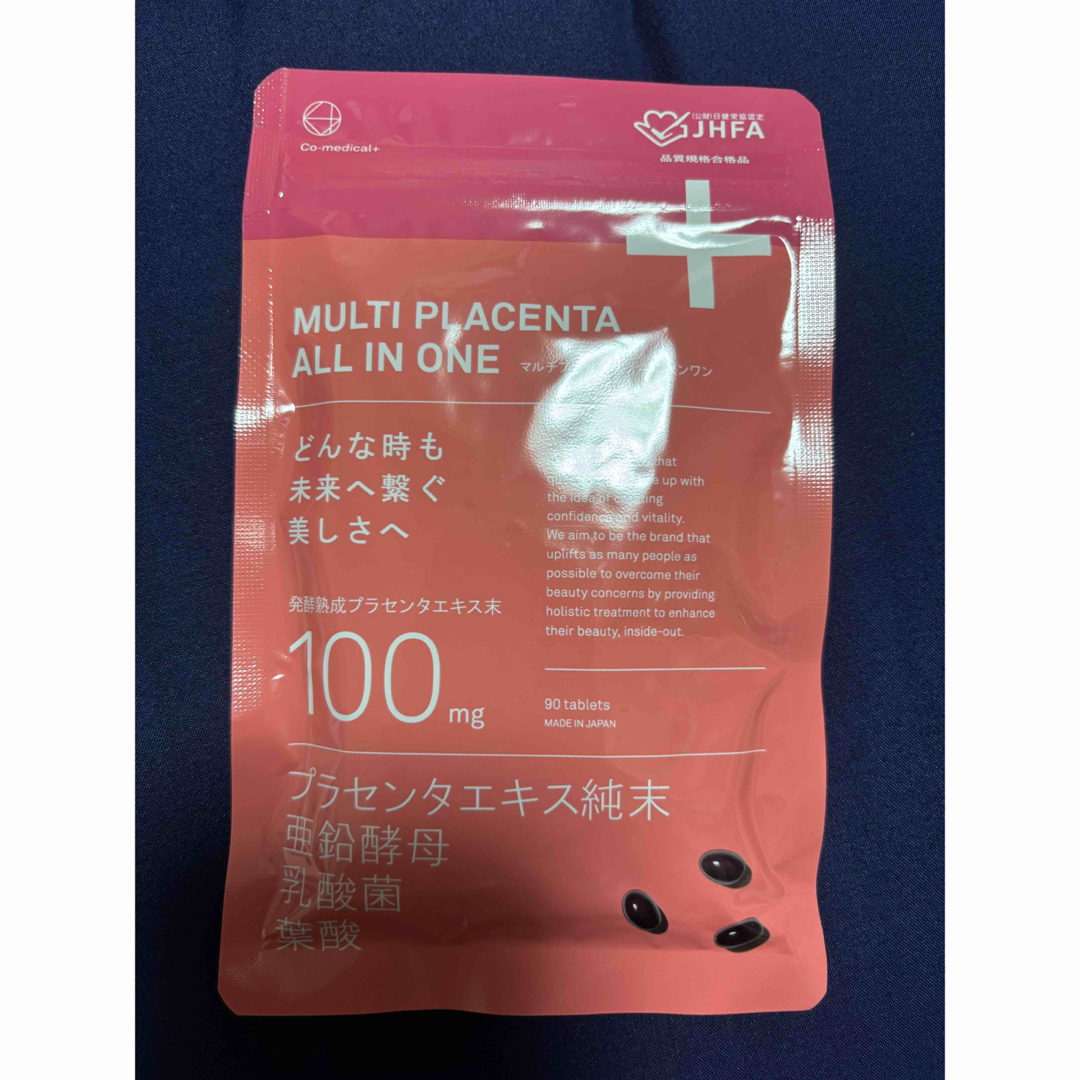 Co-medical+
(公財)日健栄協認定
JHFA
品質規格合格品
MULTI PLACENTA
ALL IN ONE
マルチ ンワン
どんな時も
未来へ繋ぐ
美しさへ
that
up with
the idea of creating
confidence and vitality.
We aim to be the brand that
uplifts as many people as
possible to overcome their
beauty concerns by providing
holistic treatment to enhance
their beauty, inside-out.
発酵熟成プラセンタエキス末
100 mg
90 tablets
MADE IN JAPAN
プラセンタエキス純末
亜鉛酵母
乳酸菌
葉酸